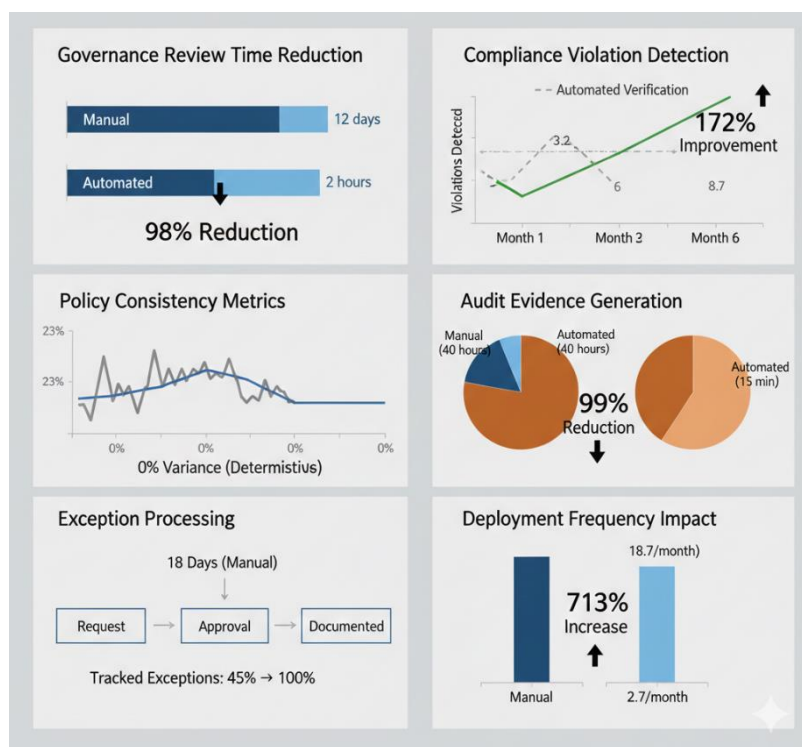 Governance Review Time Reduction
Manual
12 days
Automated
2 hours
98% Reduction
Compliance Violation Detection
Automated Verification
Violations Detecred
3.2
6
8.7
172%
Improvement
Month 1
Month 3
Month 6
Policy Consistency Metrics
23%
23%
0%
0%
0%
0%
0% Variance (Determistius)
Audit Evidence Generation
Manual
(40 hours)
Automated
(40 hours)
Automated
(15 min)
99%
Reduction
Exception Processing
18 Days (Manual)
Request
Approval
Documented
Tracked Exceptions: 45% → 100%
Deployment Frequency Impact
18.7/month)
713%
Increase
Manual
2.7/month